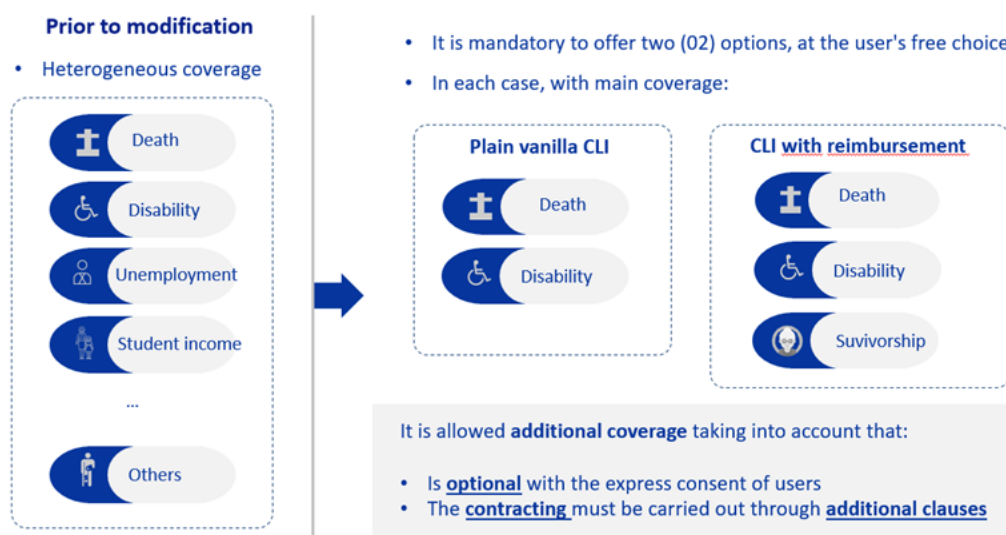 Prior to modification
• Heterogeneous coverage
Death
Disability
Unemployment
Student income
...
Others
• It is mandatory to offer two (02) options, at the user's free choice
• In each case, with main coverage:
Plain vanilla CLI
Death
Disability
CLI with reimbursement
Death
Disability
Suvivorship
It is allowed additional coverage taking into account that:
• Is optional with the express consent of users
• The contracting must be carried out through additional clauses